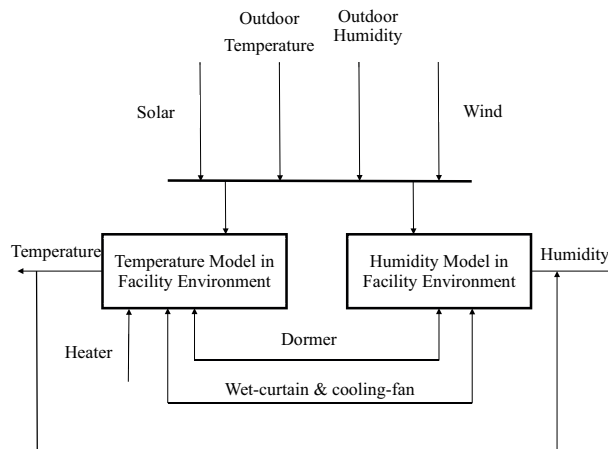 Outdoor
Temperature
Outdoor
Humidity
Solar
Wind
Temperature
Temperature Model in
Facility Environment
Humidity Model in
Facility Environment
Humidity
Heater
Dormer
Wet-curtain & cooling-fan